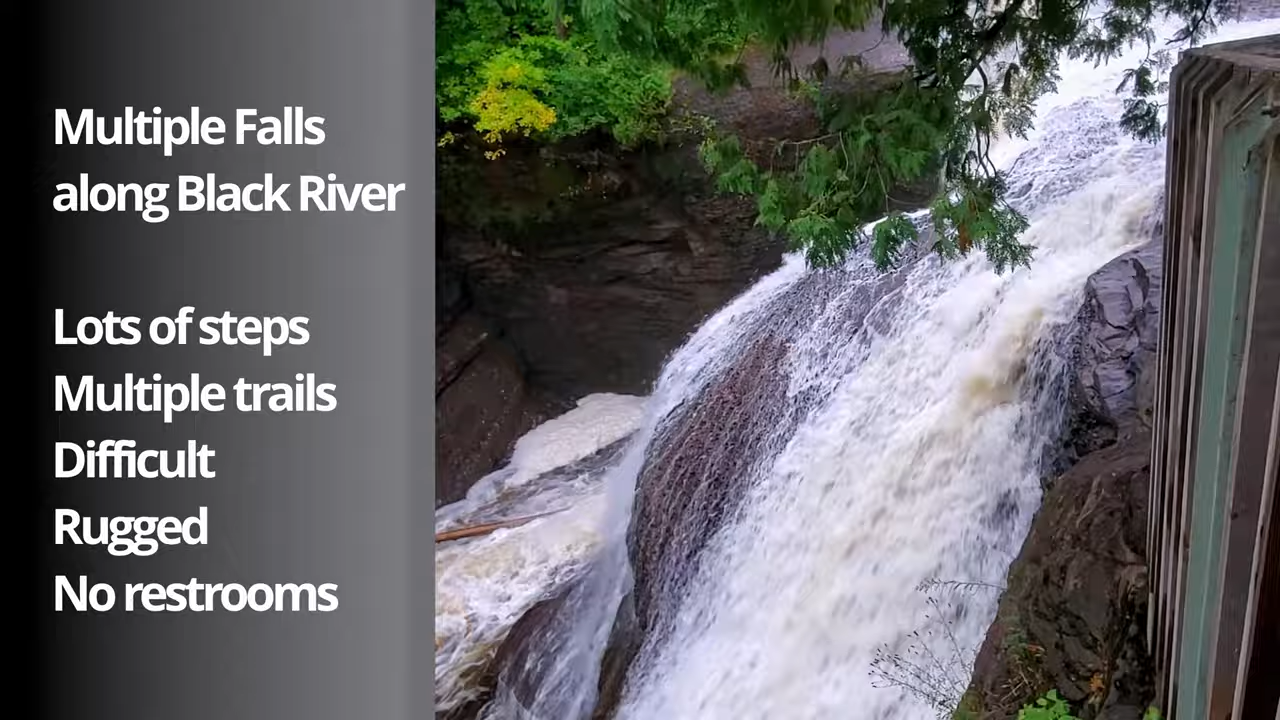 Multiple Falls
along Black River
Lots of steps
Multiple trails
Difficult
Rugged
No restrooms